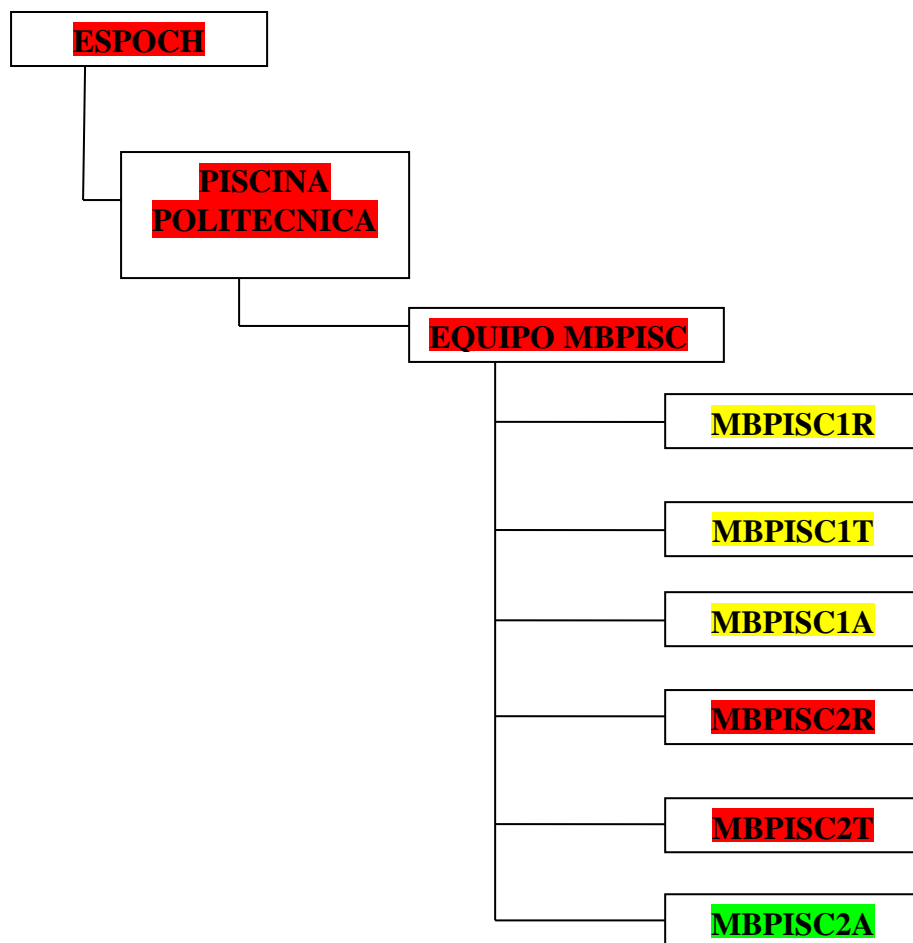 ESPOCH
PISCINA
POLITECNICA
EQUIPO MBPISC
MBPISC1R
MBPISC1T
MBPISC1A
MBPISC2R
MBPISC2T
MBPISC2A